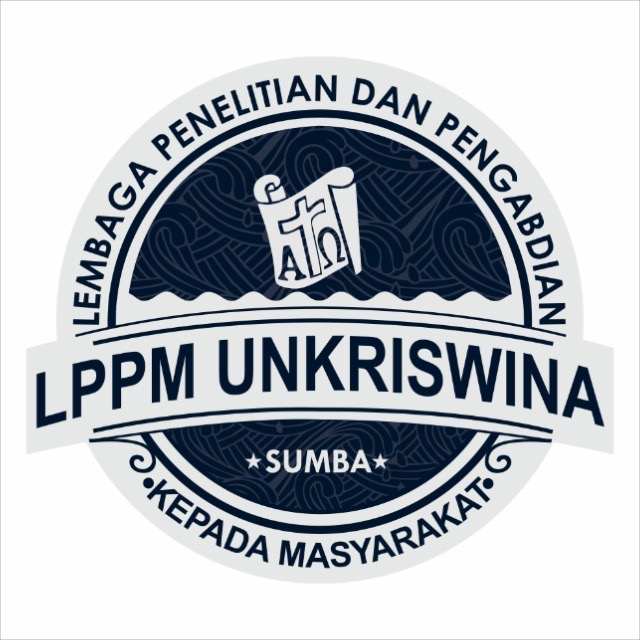 LEMBAGA PENELITIAN DAN PENGABDIAN
Α Ω
LPPM UNKRISWINA
★SUMBA★
•KEPADA MASYARAKAT•